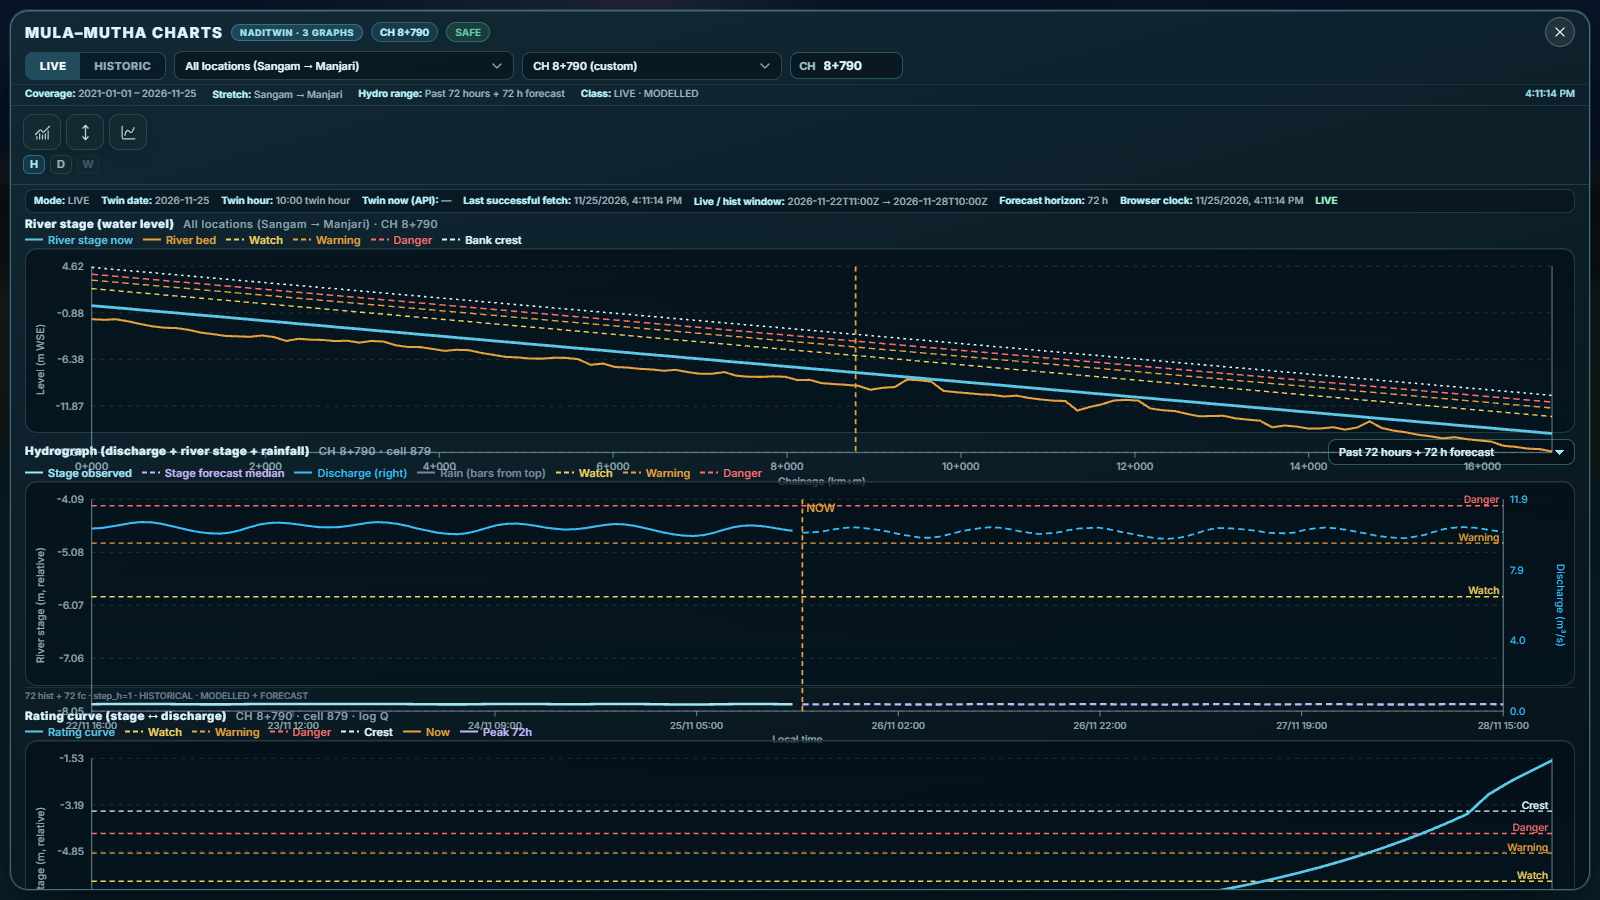 MULA–MUTHA CHARTS NADITWIN · 3 GRAPHS CH 8+790 SAFE
LIVE HISTORIC All locations (Sangam → Manjari) CH 8+790 (custom) CH 8+790
Coverage: 2021-01-01 – 2026-11-25 Stretch: Sangam → Manjari Hydro range: Past 72 hours + 72 h forecast Class: LIVE · MODELLED 4:11:14 PM
H D W
Mode: LIVE Twin date: 2026-11-25 Twin hour: 10:00 twin hour Twin now (API): — Last successful fetch: 11/25/2026, 4:11:14 PM Live / hist window: 2026-11-22T11:00Z → 2026-11-28T10:00Z Forecast horizon: 72 h Browser clock: 11/25/2026, 4:11:14 PM LIVE
River stage (water level) All locations (Sangam → Manjari) · CH 8+790
River stage now River bed Watch Warning Danger Bank crest
4.62
-0.88
-6.38
-11.87
Level (m WSE)
Hydrograph (discharge + river stage + rainfall) CH 8+790 · cell 879 Past 72 hours + 72 h forecast
0+000 2+000 4+000 6+000 8+000 10+000 12+000 14+000 16+000
Stage observed Stage forecast median Discharge (right) Rain (bars from top) Watch Warning Danger
Chainage (km+m)
-4.09 Danger 11.9
NOW
Warning
-5.08
7.9
Watch
-6.07
4.0
-7.06
River stage (m, relative)
Discharge (m³/s)
72 hist + 72 fc · step_h=1 · HISTORICAL · MODELLED + FORECAST
-8.05 0.0
Rating curve (stage ↔ discharge) CH 8+790 · cell 879 · log Q
22/11 16:00 23/11 12:00 24/11 09:00 25/11 05:00 26/11 02:00 26/11 22:00 27/11 19:00 28/11 15:00
Rating curve Watch Warning Danger Crest Now Peak 72h
Local time
-1.53
-3.19 Crest
Danger
-4.85 Warning
Watch
tage (m, relative)